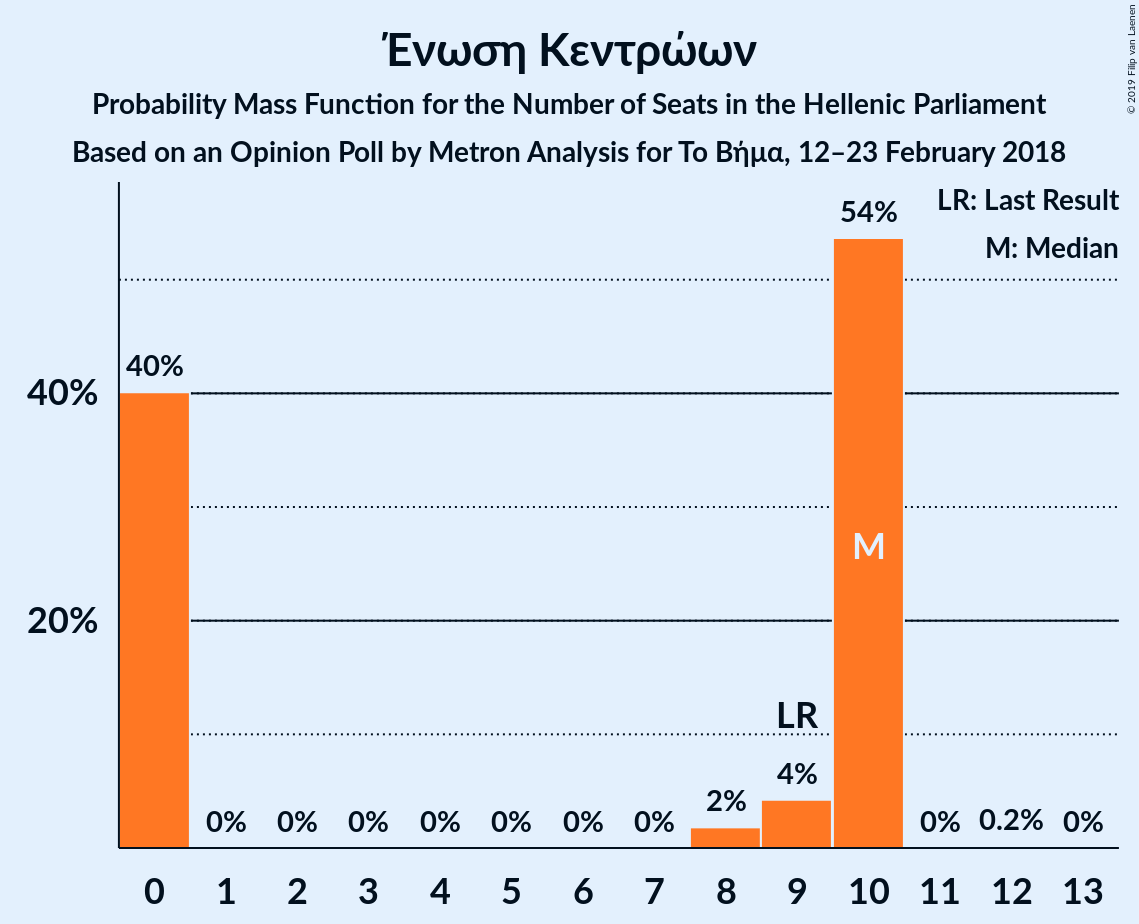 Ένωση Κεντρώων
Probability Mass Function for the Number of Seats in the Hellenic Parliament
Based on an Opinion Poll by Metron Analysis for Το Βήμα, 12–23 February 2018
© 2019 Filip van Laenen
LR: Last Result
M: Median
40%
20%
40%
0%
0%
0%
0%
0%
0%
0%
2%
LR
4%
54%
M
0%
0.2%
0%
0 1 2 3 4 5 6 7 8 9 10 11 12 13